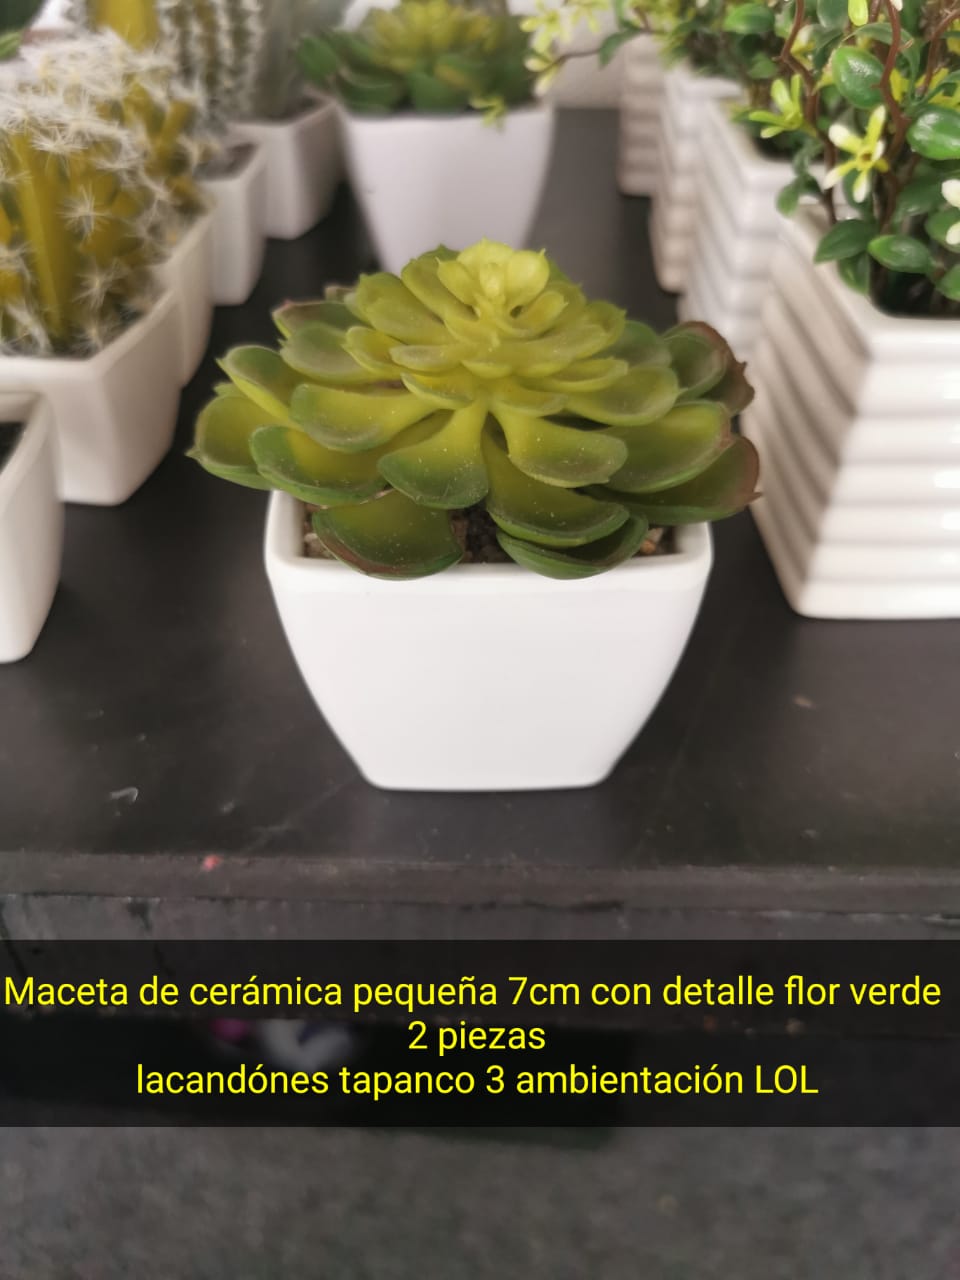 Maceta de cerámica pequeña 7cm con detalle flor verde
2 piezas
lacandónes tapanco 3 ambientación LOL